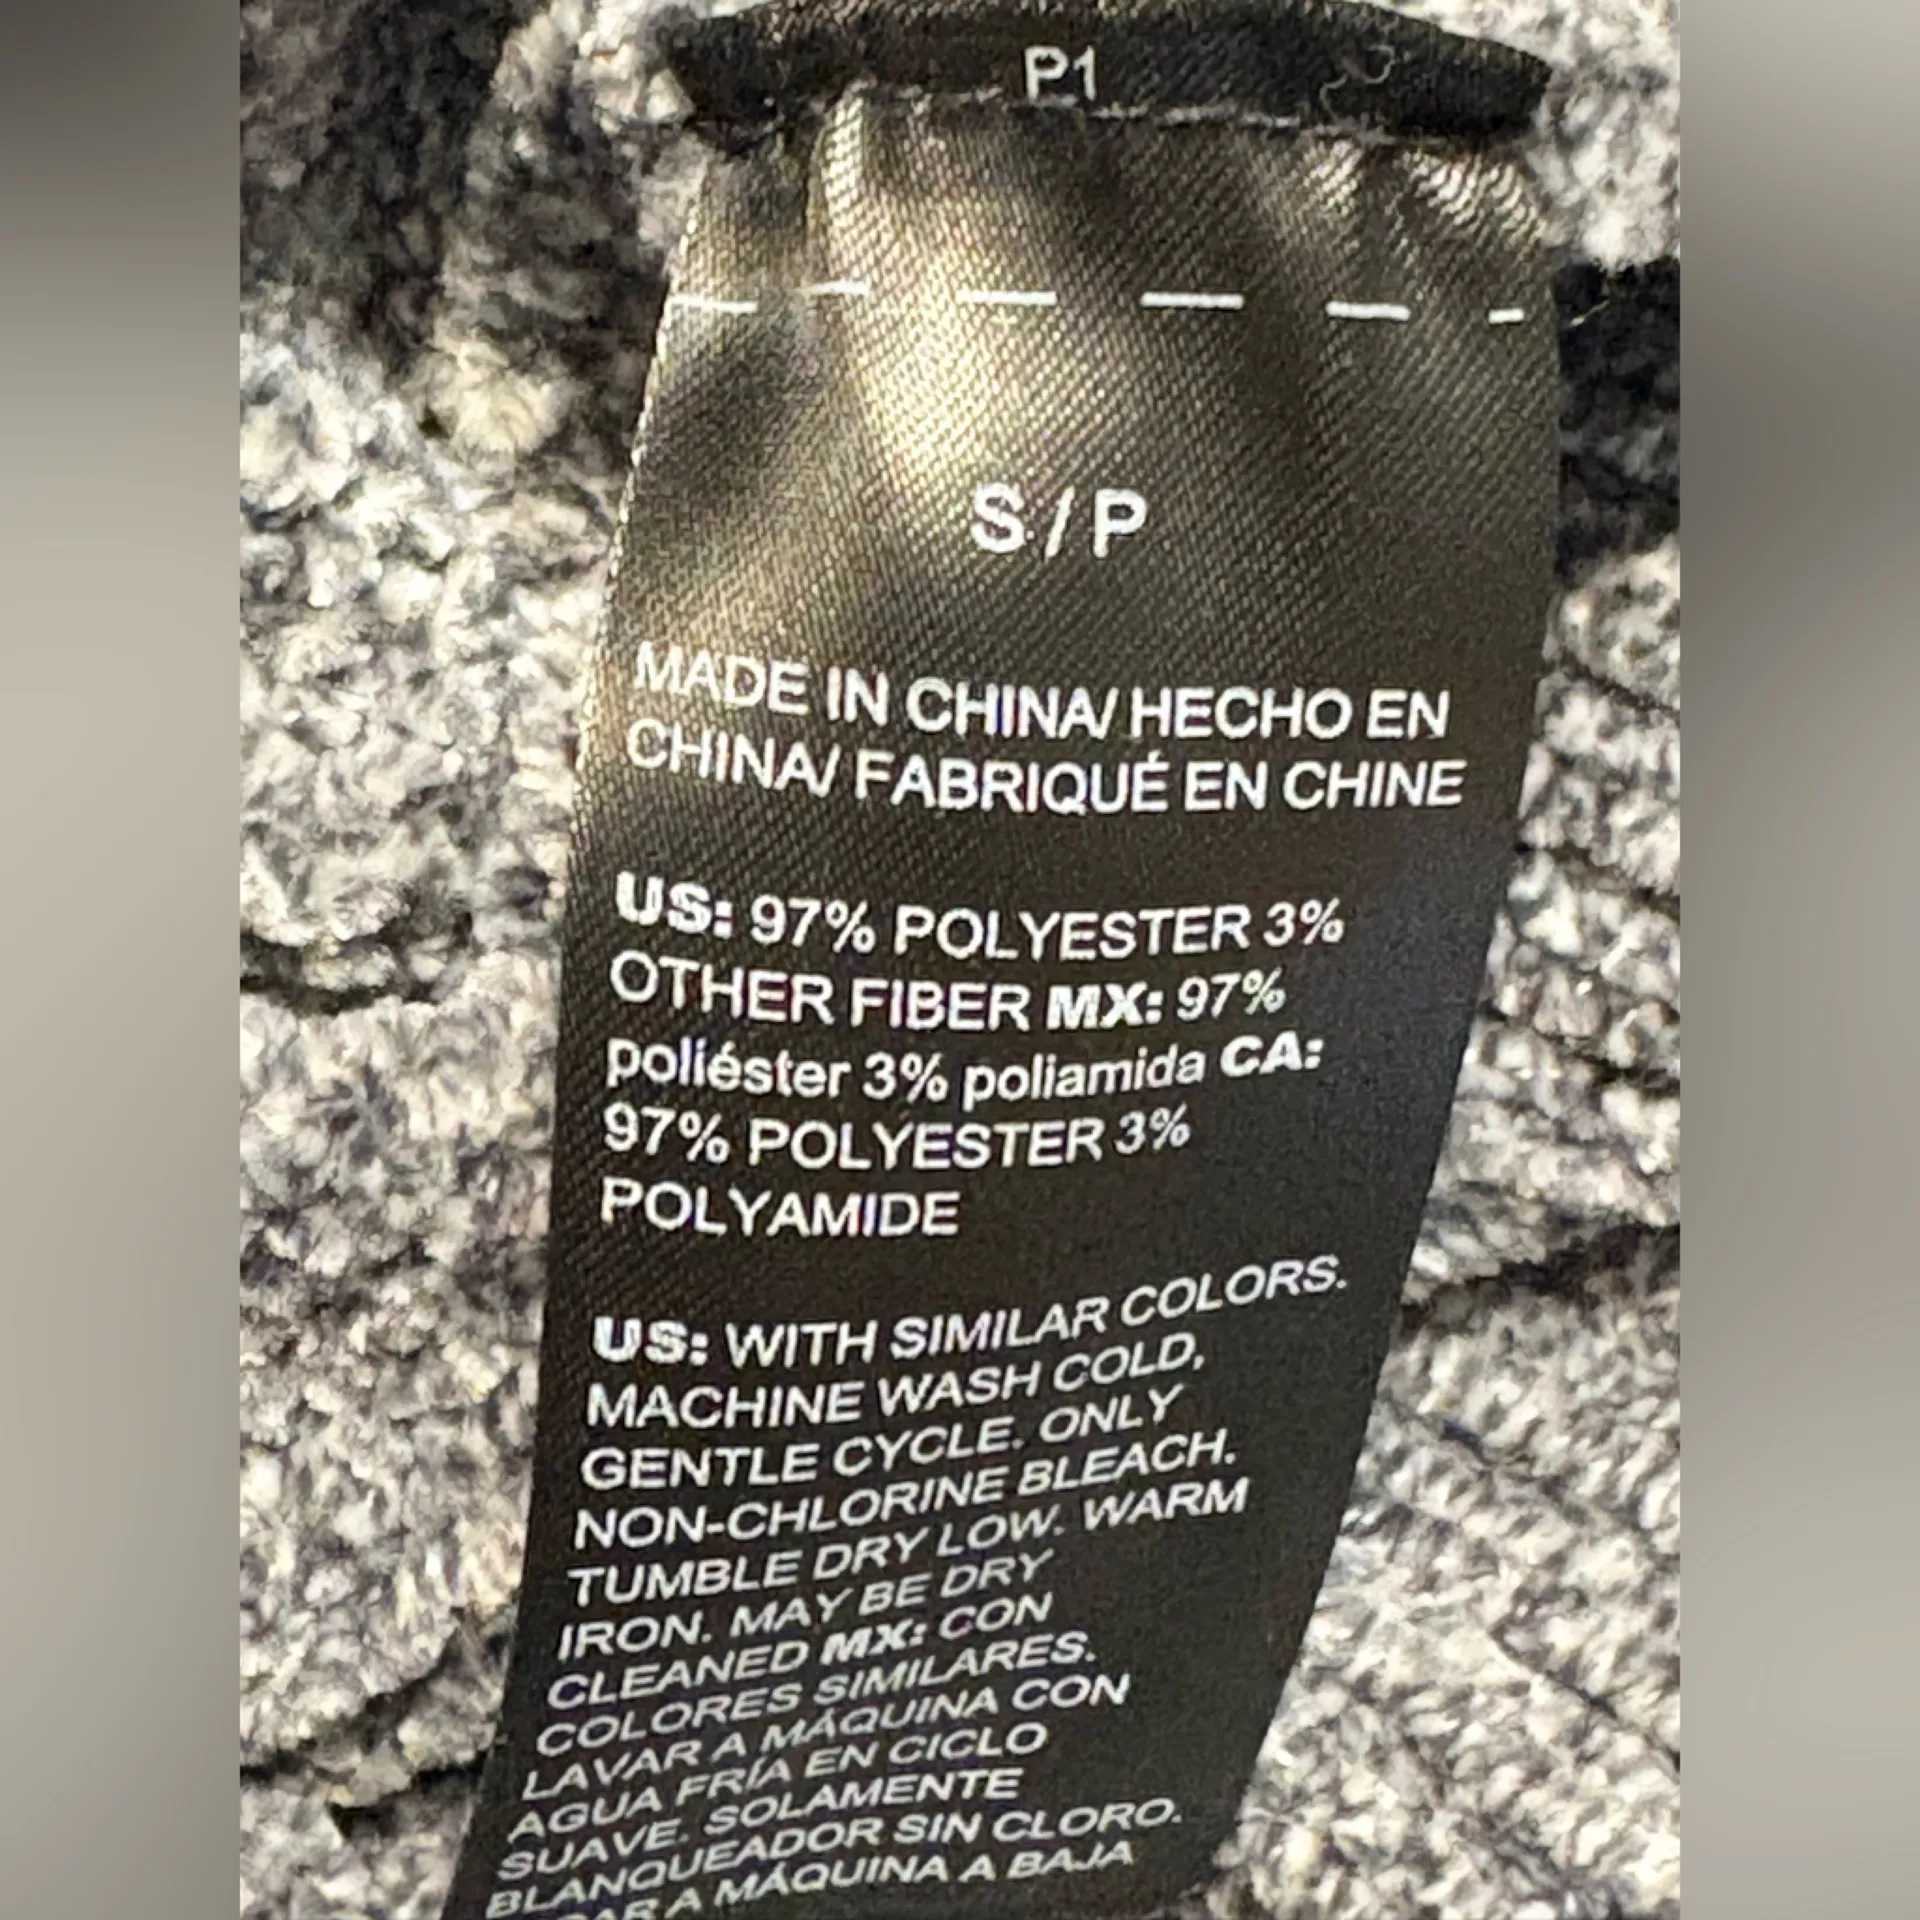 P1
S/P
MADE IN CHINA/ HECHO EN
CHINA/ FABRIQUÉ EN CHINE
US: 97% POLYESTER 3%
OTHER FIBER MX: 97%
poliéster 3% poliamida CA:
97% POLYESTER 3%
POLYAMIDE
US: WITH SIMILAR COLORS.
MACHINE WASH COLD,
GENTLE CYCLE. ONLY
NON-CHLORINE BLEACH.
TUMBLE DRY LOW. WARM
IRON. MAY BE DRY
CLEANED MX: CON
COLORES SIMILARES.
LAVAR A MÁQUINA CON
AGUA FRÍA EN CICLO
SUAVE. SOLAMENTE
BLANQUEADOR SIN CLORO.
A MÁQUINA A BAJA